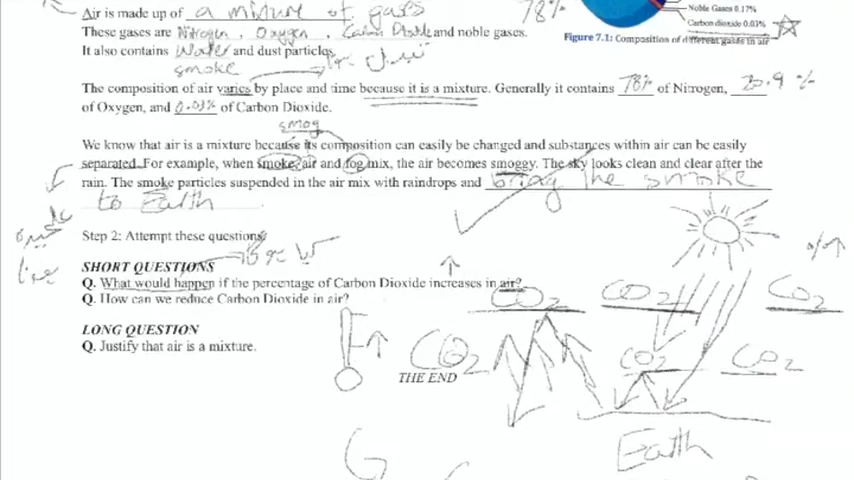 Air is made up of a mixture of gases 78%
Noble Gases 0.17%
Carbon dioxide 0.03%
These gases are Nitrogen, Oxygen, Carbon and noble gases.
Figure 7.1: Composition of different gases in air
It also contains Water and dust particles.
smoke
The composition of air varies by place and time because it is a mixture. Generally it contains 78% of Nitrogen, 20.9 %
of Oxygen, and 0.03% of Carbon Dioxide.
smog
We know that air is a mixture because its composition can easily be changed and substances within air can be easily
separated. For example, when smoke, air and fog mix, the air becomes smoggy. The sky looks clean and clear after the
rain. The smoke particles suspended in the air mix with raindrops and bring the smoke
to Earth
Step 2: Attempt these questions
SHORT QUESTIONS
Q. What would happen if the percentage of Carbon Dioxide increases in air?
Q. How can we reduce Carbon Dioxide in air?
CO2 CO2 CO2
LONG QUESTION
Q. Justify that air is a mixture.
CO2 CO2 CO2
THE END
Earth
G